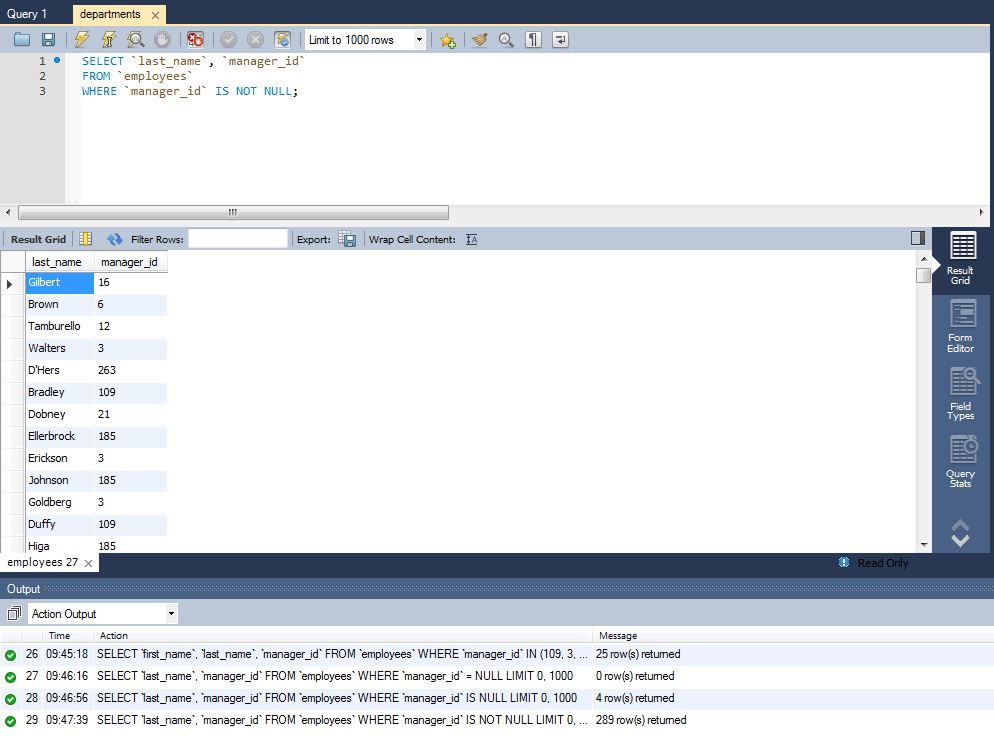 Query 1 departments
Limit to 1000 rows
1 SELECT `last_name`, `manager_id`
2 FROM `employees`
3 WHERE `manager_id` IS NOT NULL;
Result Grid Filter Rows: Export: Wrap Cell Content:
last_name manager_id
Gilbert 16
Brown 6
Tamburello 12
Walters 3
D'Hers 263
Bradley 109
Dobney 21
Ellerbrock 185
Erickson 3
Johnson 185
Goldberg 3
Duffy 109
Higa 185
Result
Grid
Form
Editor
Field
Types
Query
Stats
employees 27 Read Only
Output
Action Output
Time Action Message
26 09:45:18 SELECT `first_name`, `last_name`, `manager_id` FROM `employees` WHERE `manager_id` IN (109, 3, ... 25 row(s) returned
27 09:46:16 SELECT `last_name`, `manager_id` FROM `employees` WHERE `manager_id` = NULL LIMIT 0, 1000 0 row(s) returned
28 09:46:56 SELECT `last_name`, `manager_id` FROM `employees` WHERE `manager_id` IS NULL LIMIT 0, 1000 4 row(s) returned
29 09:47:39 SELECT `last_name`, `manager_id` FROM `employees` WHERE `manager_id` IS NOT NULL LIMIT 0, ... 289 row(s) returned